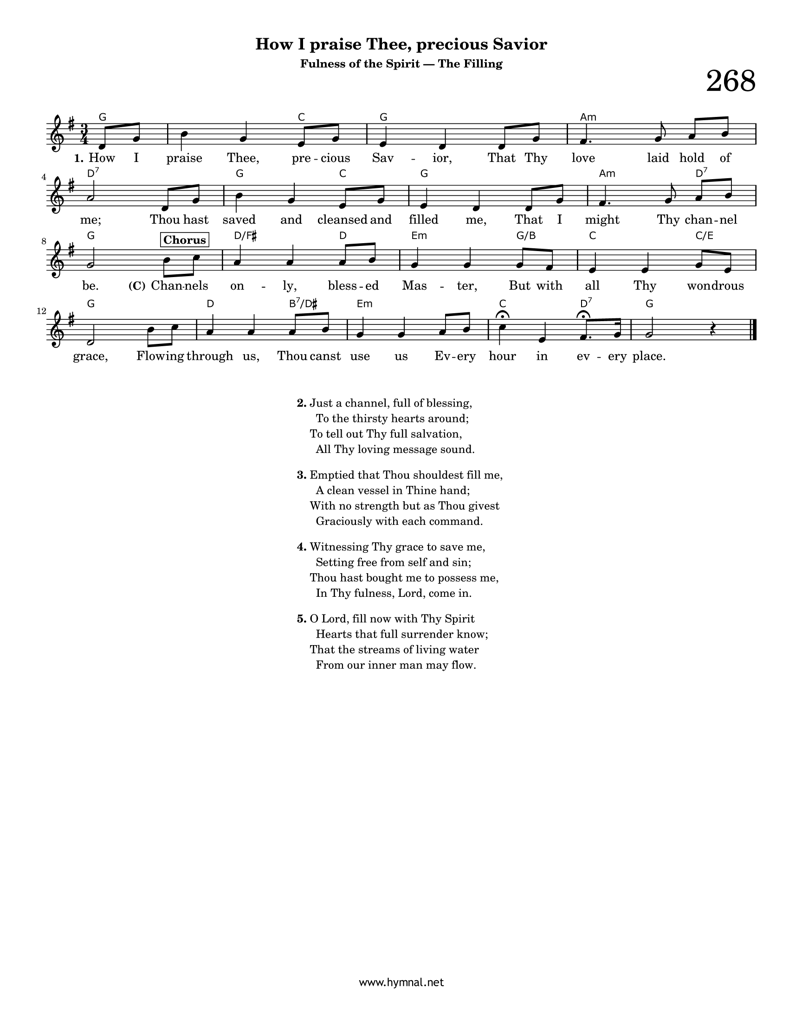 How I praise Thee, precious Savior
Fulness of the Spirit — The Filling
268
G C G Am
1. How I praise Thee, pre - cious Sav - ior, That Thy love laid hold of
4 D7 G C G Am D7
me; Thou hast saved and cleansed and filled me, That I might Thy chan - nel
8 G Chorus D/F♯ D Em G/B C C/E
be. (C) Chan-nels on - ly, bless - ed Mas - ter, But with all Thy wondrous
12 G D B7/D♯ Em C D7 G
grace, Flowing through us, Thou canst use us Ev - ery hour in ev - ery place.
2. Just a channel, full of blessing,
To the thirsty hearts around;
To tell out Thy full salvation,
All Thy loving message sound.
3. Emptied that Thou shouldest fill me,
A clean vessel in Thine hand;
With no strength but as Thou givest
Graciously with each command.
4. Witnessing Thy grace to save me,
Setting free from self and sin;
Thou hast bought me to possess me,
In Thy fulness, Lord, come in.
5. O Lord, fill now with Thy Spirit
Hearts that full surrender know;
That the streams of living water
From our inner man may flow.
www.hymnal.net